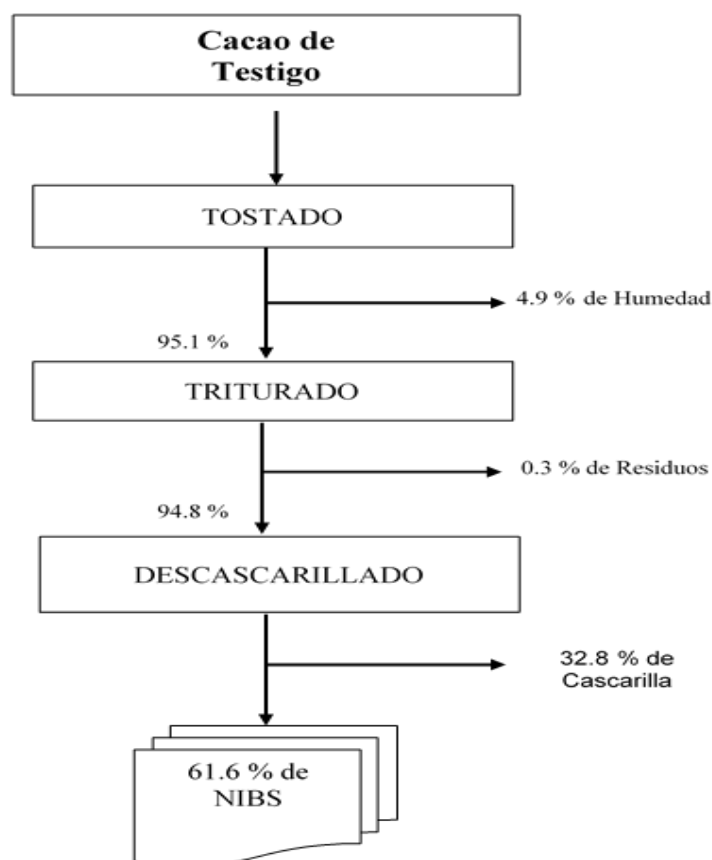 Cacao de
Testigo
TOSTADO
4.9 % de Humedad
95.1 %
TRITURADO
0.3 % de Residuos
94.8 %
DESCASCARILLADO
32.8 % de
Cascarilla
61.6 % de
NIBS